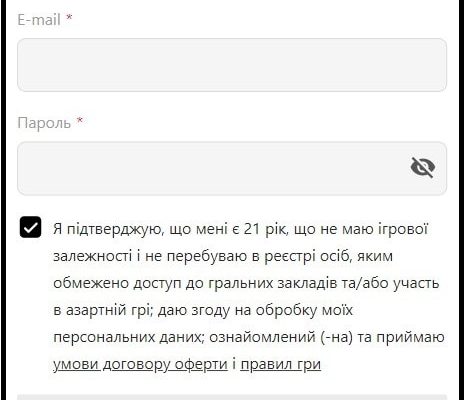 E-mail *
Пароль *
Я підтверджую, що мені є 21 рік, що не маю ігрової
залежності і не перебуваю в реєстрі осіб, яким
обмежено доступ до гральних закладів та/або участь
в азартній грі; даю згоду на обробку моїх
персональних даних; ознайомлений (-на) та приймаю
умови договору оферти і правил гри